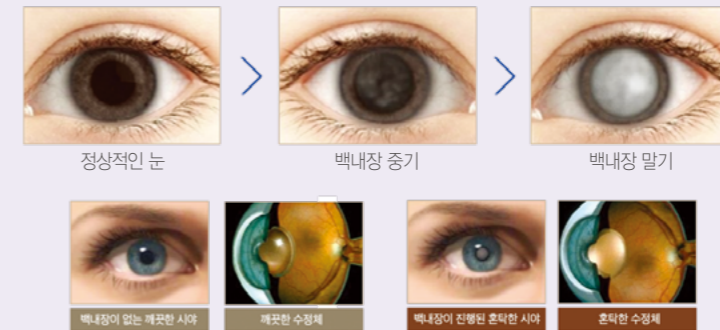 정상적인 눈
백내장 중기
백내장 말기
백내장이 없는 깨끗한 시야
깨끗한 수정체
백내장이 진행된 혼탁한 시야
혼탁한 수정체